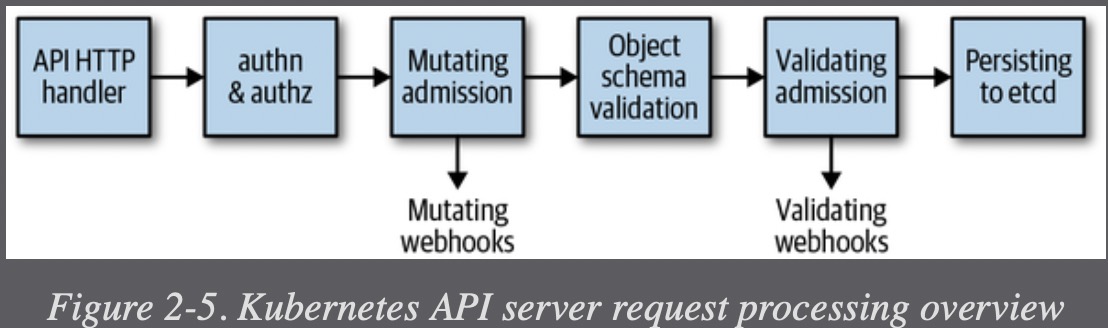 API HTTP
handler
authn
& authz
Mutating
admission
Object
schema
validation
Validating
admission
Persisting
to etcd
Mutating
webhooks
Validating
webhooks
Figure 2-5. Kubernetes API server request processing overview